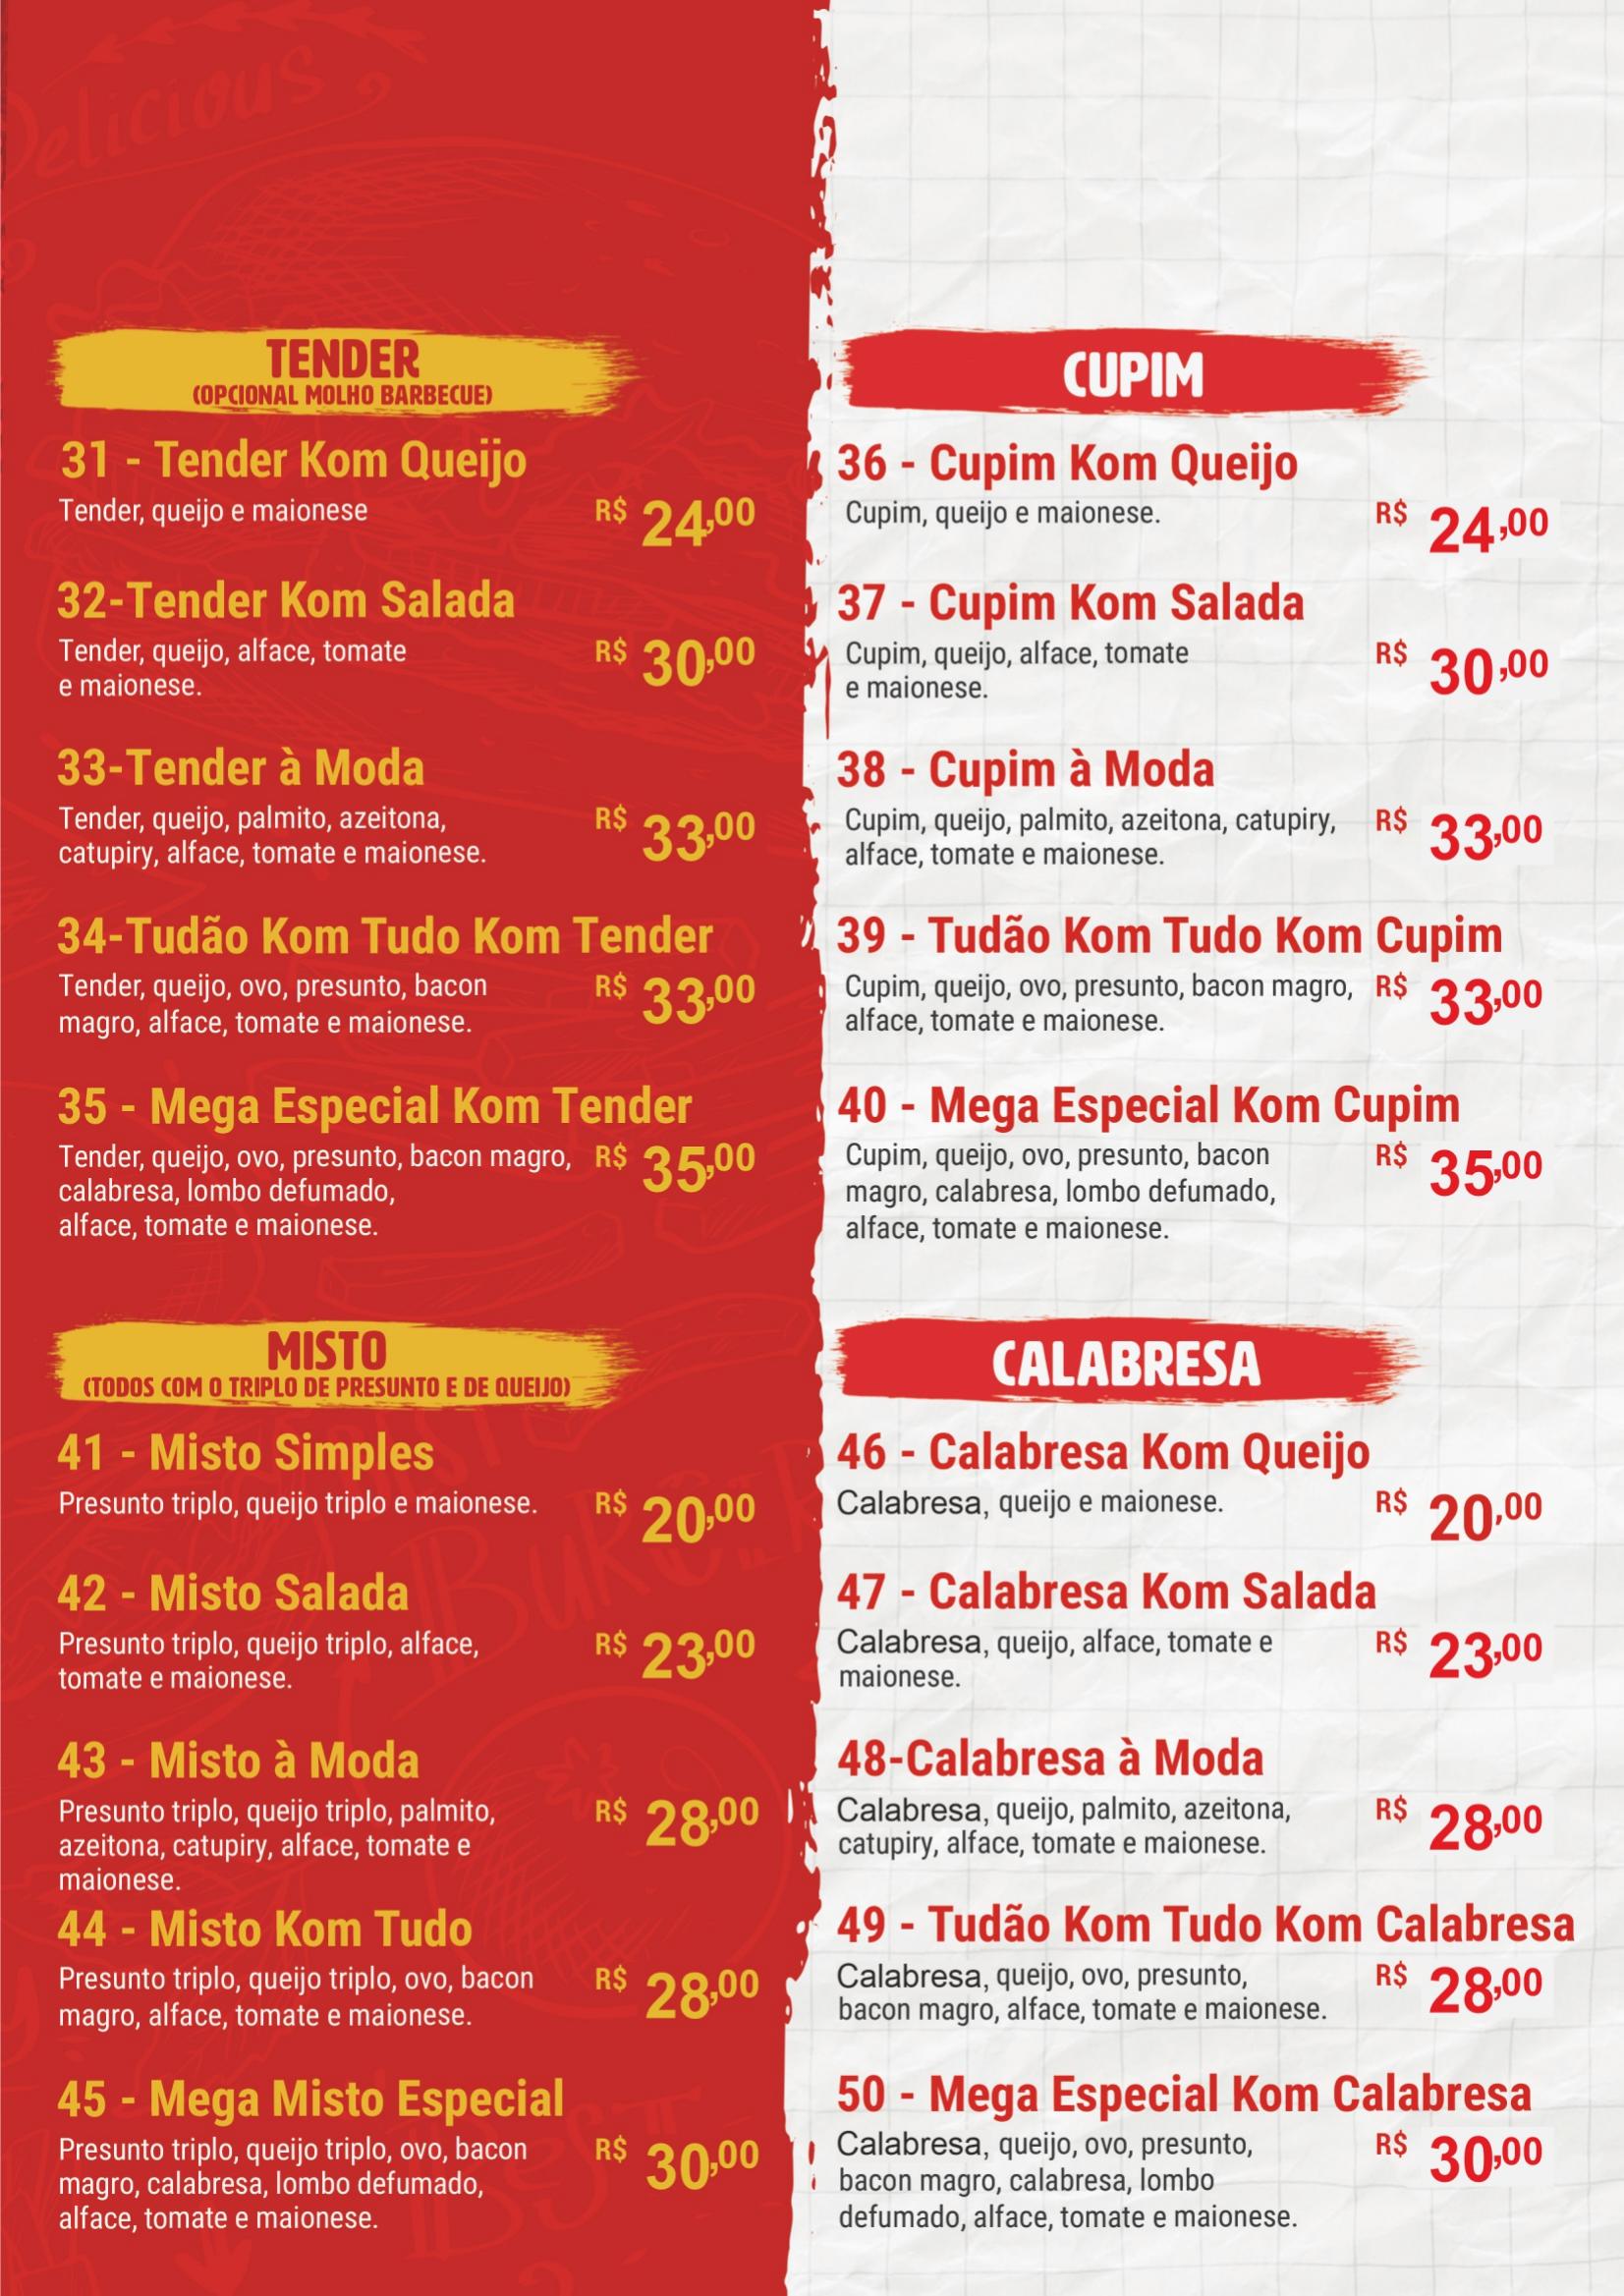 Delicious
TENDER
(OPCIONAL MOLHO BARBECUE)
31 - Tender Kom Queijo
Tender, queijo e maionese
R$ 24,00
32-Tender Kom Salada
Tender, queijo, alface, tomate
e maionese.
R$ 30,00
33-Tender à Moda
Tender, queijo, palmito, azeitona,
catupiry, alface, tomate e maionese.
R$ 33,00
34-Tudão Kom Tudo Kom Tender
Tender, queijo, ovo, presunto, bacon
magro, alface, tomate e maionese.
R$ 33,00
35 - Mega Especial Kom Tender
Tender, queijo, ovo, presunto, bacon magro,
calabresa, lombo defumado,
alface, tomate e maionese.
R$ 35,00
MISTO
(TODOS COM O TRIPLO DE PRESUNTO E DE QUEIJO)
41 - Misto Simples
Presunto triplo, queijo triplo e maionese.
R$ 20,00
42 - Misto Salada
Presunto triplo, queijo triplo, alface,
tomate e maionese.
R$ 23,00
43 - Misto à Moda
Presunto triplo, queijo triplo, palmito,
azeitona, catupiry, alface, tomate e
maionese.
R$ 28,00
44 - Misto Kom Tudo
Presunto triplo, queijo triplo, ovo, bacon
magro, alface, tomate e maionese.
R$ 28,00
45 - Mega Misto Especial
Presunto triplo, queijo triplo, ovo, bacon
magro, calabresa, lombo defumado,
alface, tomate e maionese.
R$ 30,00
CUPIM
36 - Cupim Kom Queijo
Cupim, queijo e maionese.
R$ 24,00
37 - Cupim Kom Salada
Cupim, queijo, alface, tomate
e maionese.
R$ 30,00
38 - Cupim à Moda
Cupim, queijo, palmito, azeitona, catupiry,
alface, tomate e maionese.
R$ 33,00
39 - Tudão Kom Tudo Kom Cupim
Cupim, queijo, ovo, presunto, bacon magro,
alface, tomate e maionese.
R$ 33,00
40 - Mega Especial Kom Cupim
Cupim, queijo, ovo, presunto, bacon
magro, calabresa, lombo defumado,
alface, tomate e maionese.
R$ 35,00
CALABRESA
46 - Calabresa Kom Queijo
Calabresa, queijo e maionese.
R$ 20,00
47 - Calabresa Kom Salada
Calabresa, queijo, alface, tomate e
maionese.
R$ 23,00
48-Calabresa à Moda
Calabresa, queijo, palmito, azeitona,
catupiry, alface, tomate e maionese.
R$ 28,00
49 - Tudão Kom Tudo Kom Calabresa
Calabresa, queijo, ovo, presunto,
bacon magro, alface, tomate e maionese.
R$ 28,00
50 - Mega Especial Kom Calabresa
Calabresa, queijo, ovo, presunto,
bacon magro, calabresa, lombo
defumado, alface, tomate e maionese.
R$ 30,00